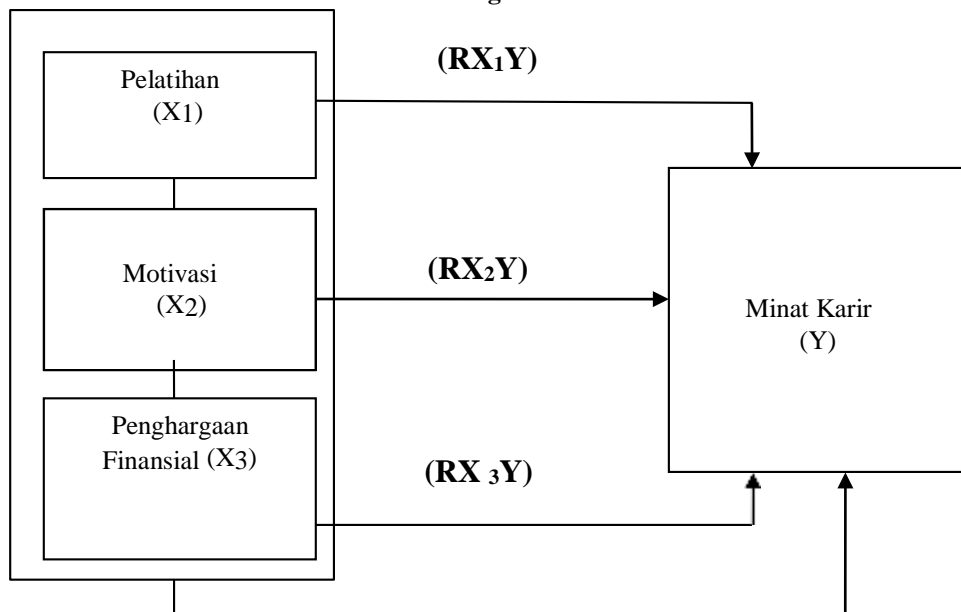 (RX₁Y)
Pelatihan
(X1)
(RX₂Y)
Motivasi
(X2)
Minat Karir
(Y)
Penghargaan
Finansial (X3)
(RX ₃Y)